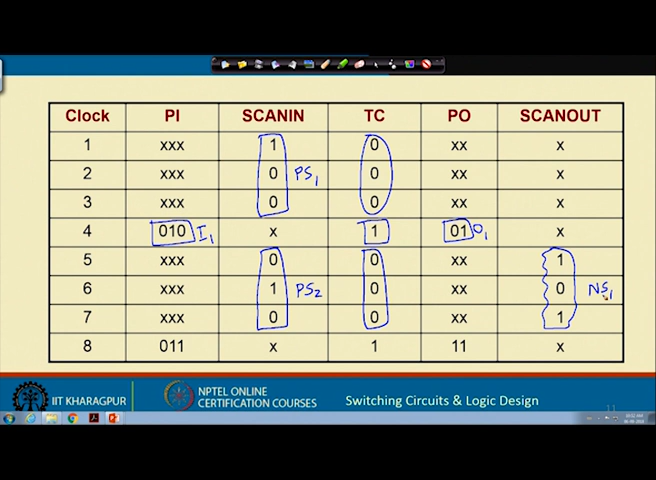 Clock PI SCANIN TC PO SCANOUT
1 xxx 1 0 xx x
2 xxx 0 PS1 0 xx x
3 xxx 0 0 xx x
4 010 I1 x 1 01 O1 x
5 xxx 0 0 xx 1
6 xxx 1 PS2 0 xx 0 NS1
7 xxx 0 0 xx 1
8 011 x 1 11 x
IIT KHARAGPUR
NPTEL ONLINE
CERTIFICATION COURSES
Switching Circuits & Logic Design
11